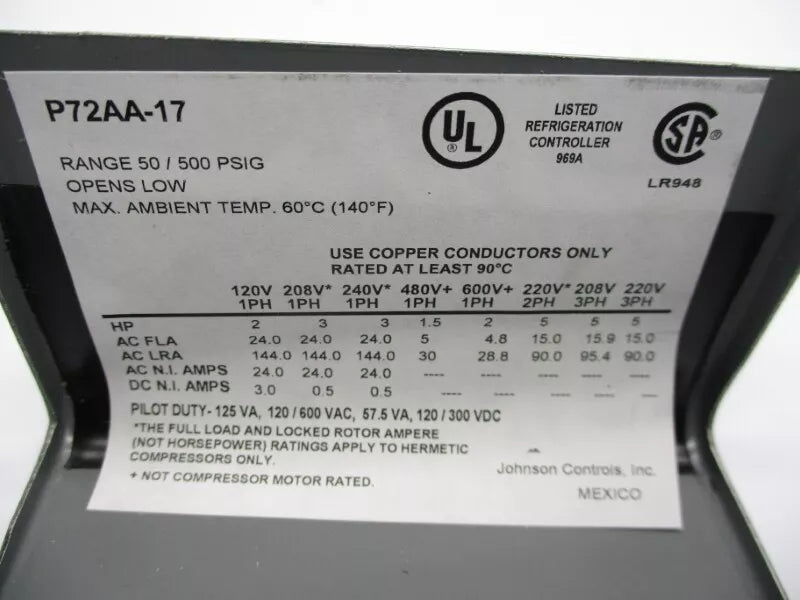 P72AA-17
RANGE 50 / 500 PSIG
OPENS LOW
MAX. AMBIENT TEMP. 60°C (140°F)
UL
LISTED
REFRIGERATION
CONTROLLER
969A
SA
LR948
USE COPPER CONDUCTORS ONLY
RATED AT LEAST 90°C
120V 208V* 240V* 480V+ 600V+ 220V* 208V 220V
1PH 1PH 1PH 1PH 1PH 2PH 3PH 3PH
HP 2 3 3 1.5 2 5 5 5
AC FLA 24.0 24.0 24.0 5 4.8 15.0 15.9 15.0
AC LRA 144.0 144.0 144.0 30 28.8 90.0 95.4 90.0
AC N.I. AMPS 24.0 24.0 24.0 ---- ---- ---- ---- ----
DC N.I. AMPS 3.0 0.5 0.5 ---- ---- ---- ---- ----
PILOT DUTY- 125 VA, 120 / 600 VAC, 57.5 VA, 120 / 300 VDC
*THE FULL LOAD AND LOCKED ROTOR AMPERE
(NOT HORSEPOWER) RATINGS APPLY TO HERMETIC
COMPRESSORS ONLY.
+ NOT COMPRESSOR MOTOR RATED.
Johnson Controls, Inc.
MEXICO